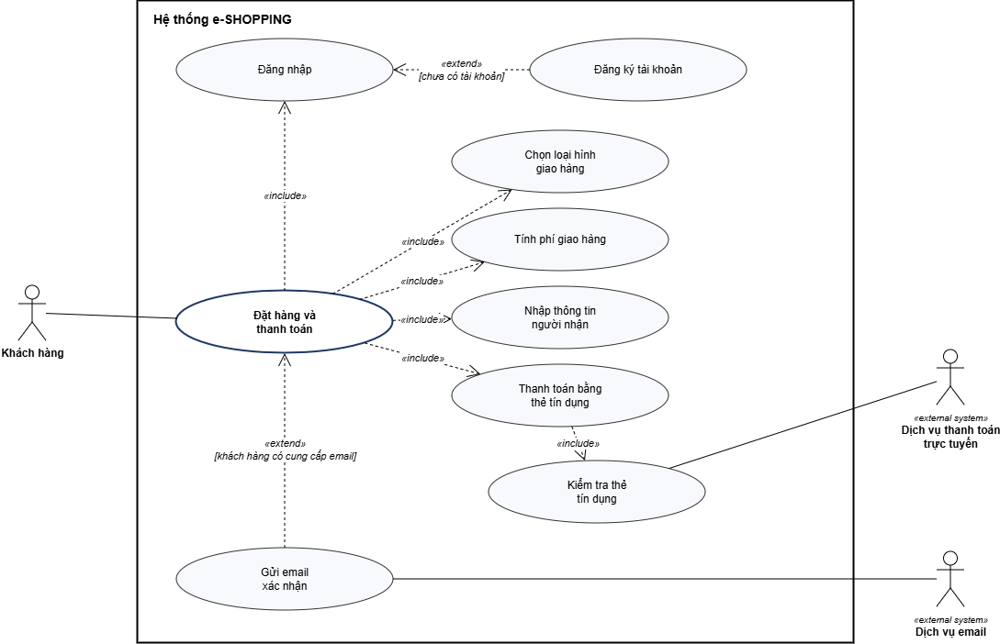 Hệ thống e-SHOPPING
Đăng nhập
«extend»
[chưa có tài khoản]
Đăng ký tài khoản
Chọn loại hình
giao hàng
«include»
«include»
Tính phí giao hàng
«include»
Đặt hàng và
thanh toán
«include»
Nhập thông tin
người nhận
Khách hàng
«include»
Thanh toán bằng
thẻ tín dụng
«external system»
Dịch vụ thanh toán
trực tuyến
«extend»
[khách hàng có cung cấp email]
«include»
Kiểm tra thẻ
tín dụng
Gửi email
xác nhận
«external system»
Dịch vụ email